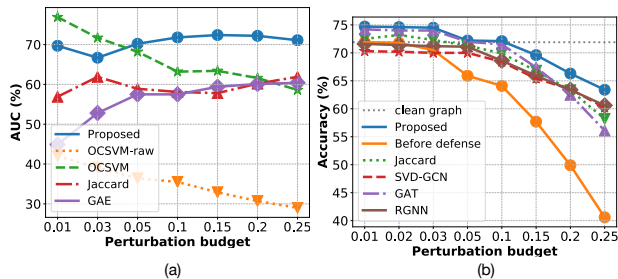 AUC (%)
70
60
50
40
30
Proposed
OCSVM-raw
OCSVM
Jaccard
GAE
0.01 0.03 0.05 0.1 0.15 0.2 0.25
Perturbation budget
(a)
Accuracy (%)
75
70
65
60
55
50
45
40
clean graph
Proposed
Before defense
Jaccard
SVD-GCN
GAT
RGNN
0.01 0.02 0.03 0.05 0.1 0.15 0.2 0.25
Perturbation budget
(b)